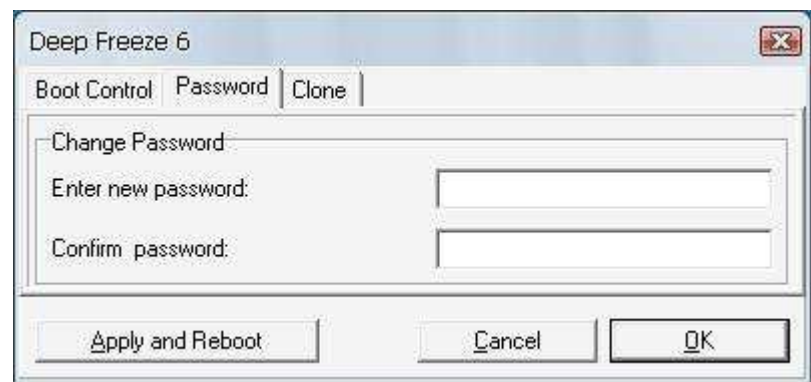 Deep Freeze 6
Boot Control Password Clone
Change Password
Enter new password:
Confirm password:
Apply and Reboot Cancel OK